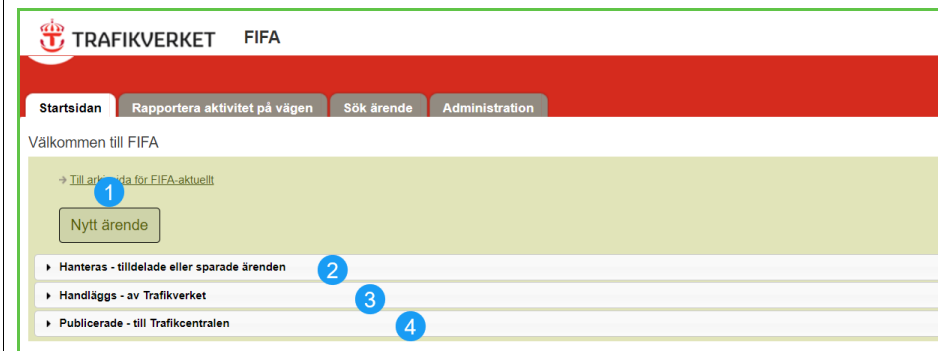 TRAFIKVERKET FIFA
Startsidan Rapportera aktivitet på vägen Sök ärende Administration
Välkommen till FIFA
Till arkivsida för FIFA-aktuellt
1
Nytt ärende
Hanteras - tilldelade eller sparade ärenden 2
Handläggs - av Trafikverket 3
Publicerade - till Trafikcentralen 4